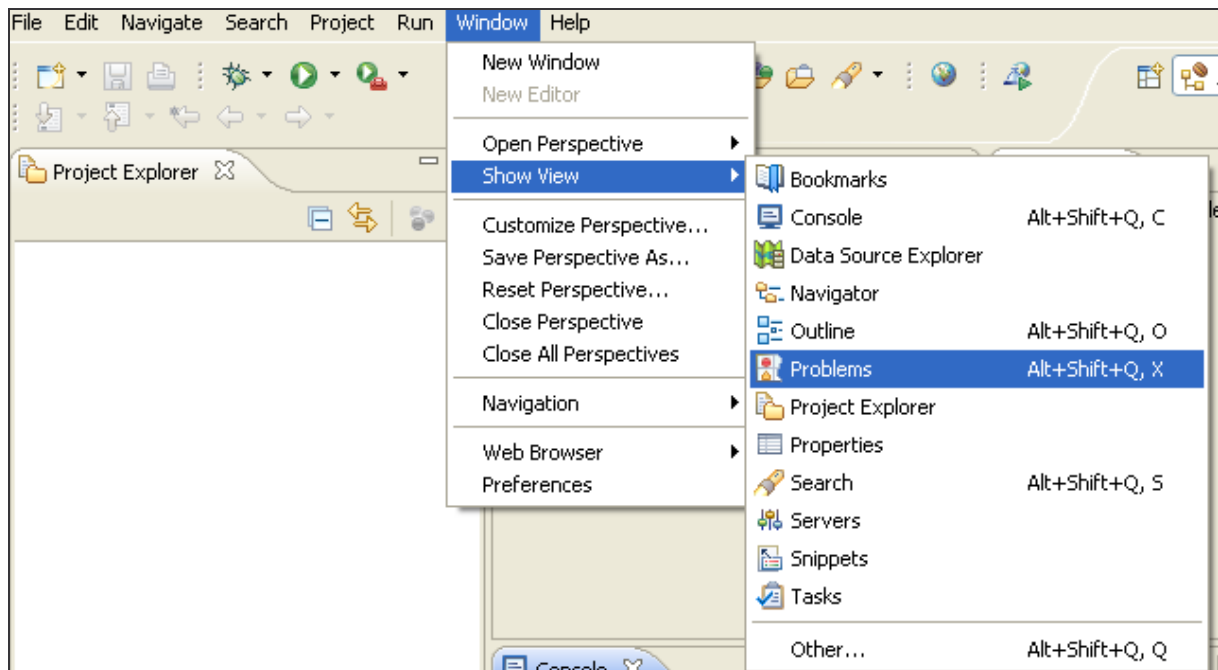 File Edit Navigate Search Project Run Window Help
New Window
New Editor
Open Perspective
Show View
Customize Perspective...
Save Perspective As...
Reset Perspective...
Close Perspective
Close All Perspectives
Navigation
Web Browser
Preferences
Project Explorer
Bookmarks
Console Alt+Shift+Q, C
Data Source Explorer
Navigator
Outline Alt+Shift+Q, O
Problems Alt+Shift+Q, X
Project Explorer
Properties
Search Alt+Shift+Q, S
Servers
Snippets
Tasks
Other... Alt+Shift+Q, Q
Console